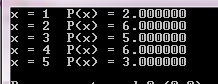 x = 1 P(x) = 2.000000
x = 2 P(x) = 6.000000
x = 3 P(x) = 5.000000
x = 4 P(x) = 6.000000
x = 5 P(x) = 3.000000